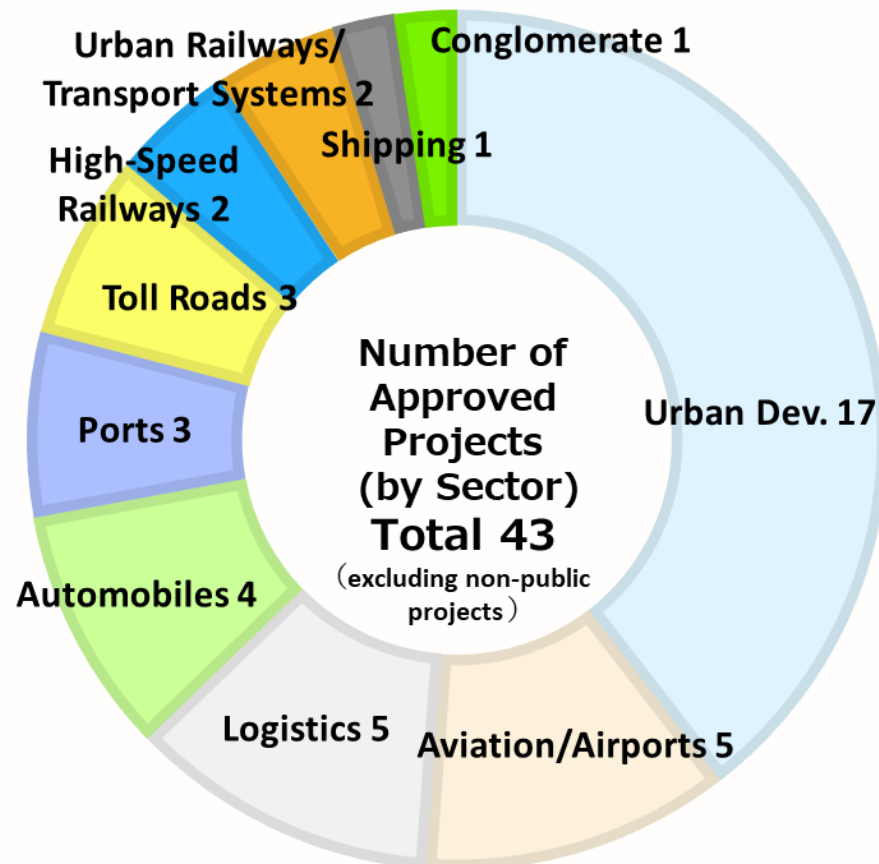 Number of
Approved
Projects
(by Sector)
Total 43
（excluding non-public
projects）
Urban Dev. 17
Aviation/Airports 5
Logistics 5
Automobiles 4
Ports 3
Toll Roads 3
High-Speed
Railways 2
Urban Railways/
Transport Systems 2
Shipping 1
Conglomerate 1